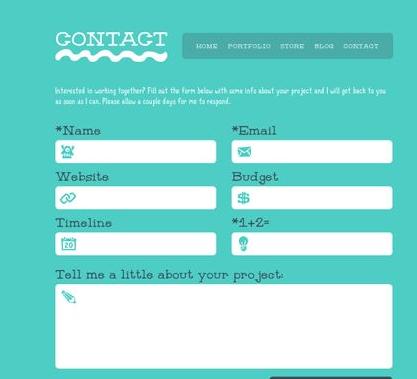 CONTACT
HOME PORTFOLIO STORE BLOG CONTACT
Interested in working together? Fill out the form below with some info about your project and I will get back to you
as soon as I can. Please allow a couple days for me to respond.
*Name *Email
Website Budget
Timeline *1+2=
20
Tell me a little about your project: